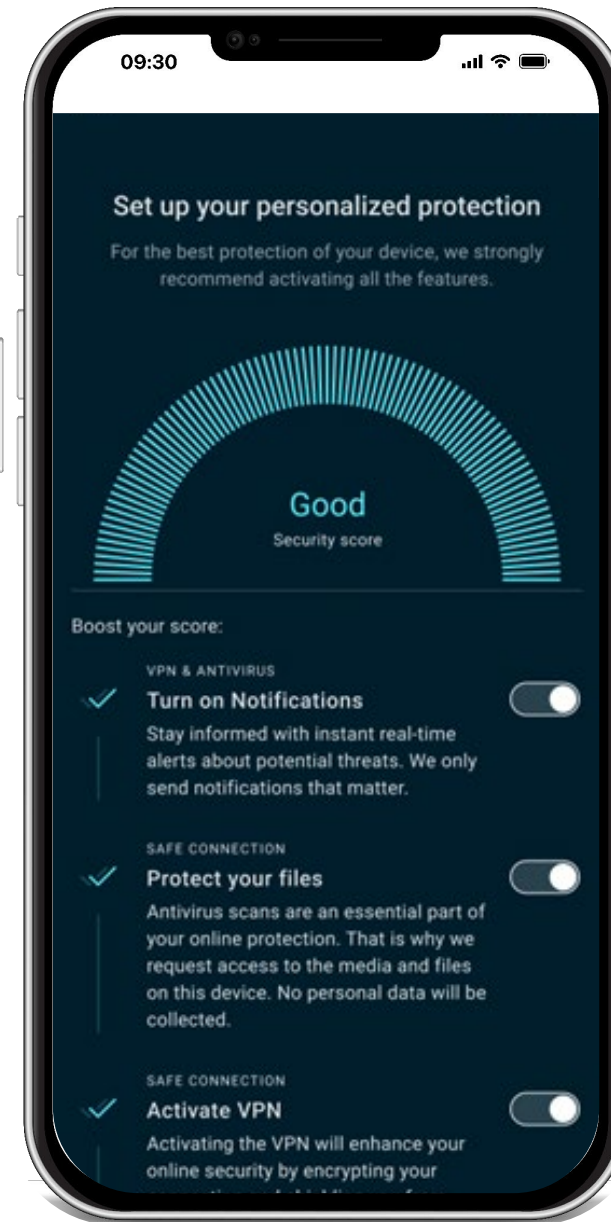 09:30
Set up your personalized protection
For the best protection of your device, we strongly
recommend activating all the features.
Good
Security score
Boost your score:
VPN & ANTIVIRUS
Turn on Notifications
Stay informed with instant real-time
alerts about potential threats. We only
send notifications that matter.
SAFE CONNECTION
Protect your files
Antivirus scans are an essential part of
your online protection. That is why we
request access to the media and files
on this device. No personal data will be
collected.
SAFE CONNECTION
Activate VPN
Activating the VPN will enhance your
online security by encrypting your